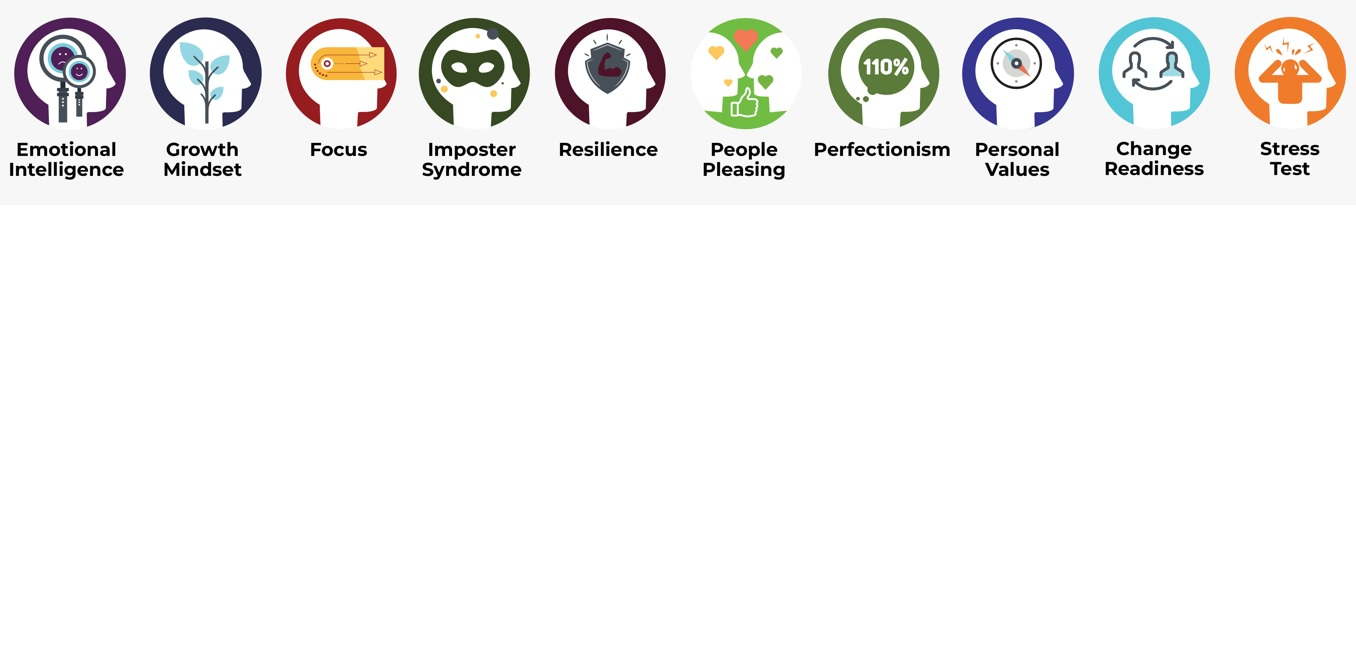 110%
Emotional
Intelligence
Growth
Mindset
Focus
Imposter
Syndrome
Resilience
People
Pleasing
Perfectionism
Personal
Values
Change
Readiness
Stress
Test